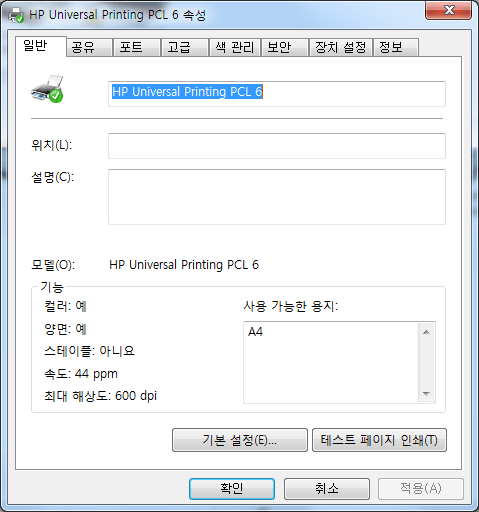 HP Universal Printing PCL 6 속성
일반 공유 포트 고급 색 관리 보안 장치 설정 정보
HP Universal Printing PCL 6
위치(L):
설명(C):
모델(O): HP Universal Printing PCL 6
기능
컬러: 예
양면: 예
스테이플: 아니요
속도: 44 ppm
최대 해상도: 600 dpi
사용 가능한 용지:
A4
기본 설정(E)... 테스트 페이지 인쇄(T)
확인 취소 적용(A)